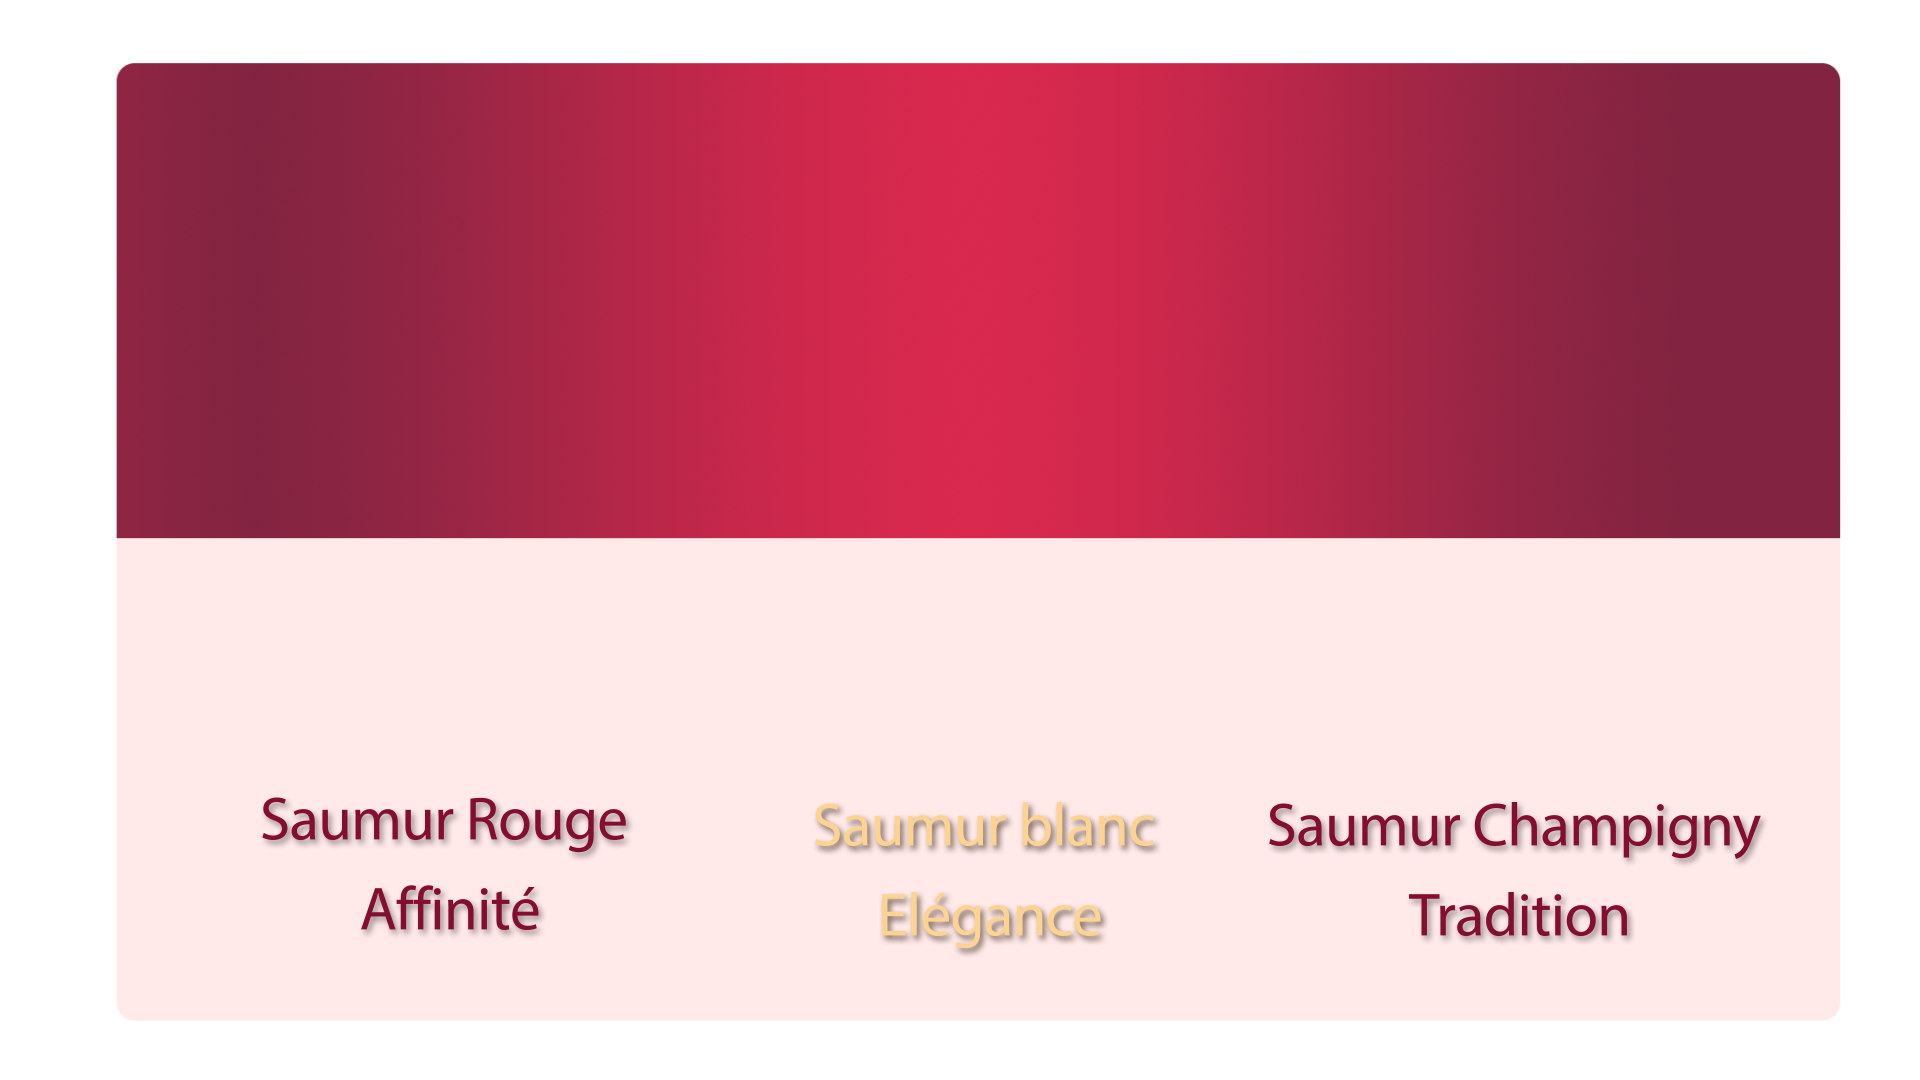 Saumur Rouge
Affinité
Saumur blanc
Elégance
Saumur Champigny
Tradition